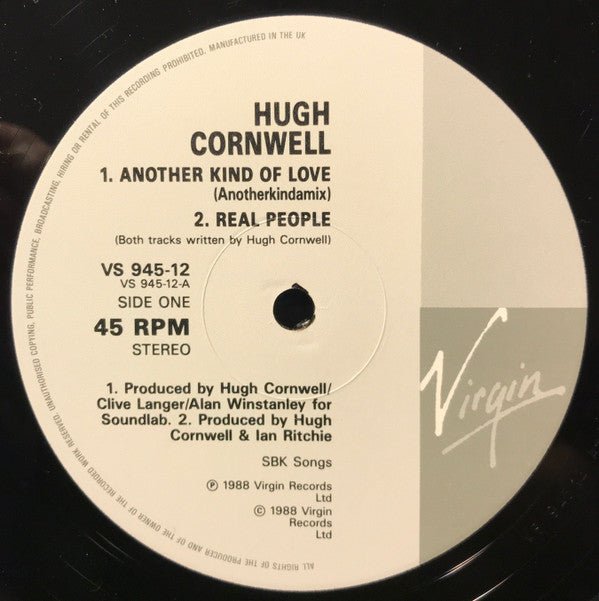 HUGH
CORNWELL
1. ANOTHER KIND OF LOVE
(Anotherkindamix)
2. REAL PEOPLE
(Both tracks written by Hugh Cornwell)
VS 945-12
VS 945-12-A
SIDE ONE
45 RPM
STEREO
1. Produced by Hugh Cornwell/
Clive Langer/Alan Winstanley for
Soundlab. 2. Produced by Hugh
Cornwell & Ian Ritchie
SBK Songs
℗ 1988 Virgin Records
Ltd
© 1988 Virgin
Records
Ltd
Virgin
ALL RIGHTS OF THE PRODUCER AND OF THE OWNER OF THE RECORDED WORK RESERVED. UNAUTHORISED COPYING, PUBLIC PERFORMANCE, BROADCASTING, HIRING OR RENTAL OF THIS RECORDING PROHIBITED. MANUFACTURED IN THE UK